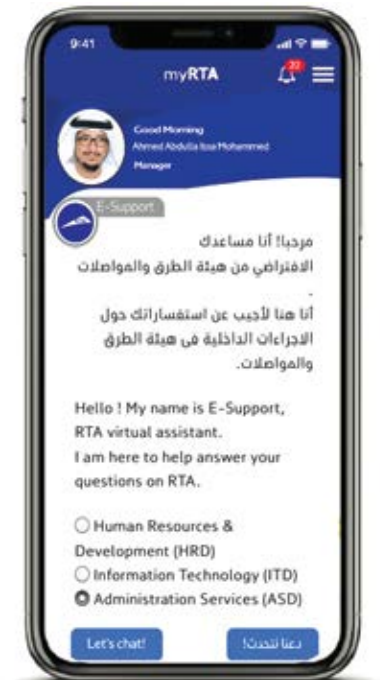 9:41
myRTA
22
Good Morning
Ahmed Abdulla Issa Mohammed
Manager
E-Support
مرحبا! أنا مساعدك
الافتراضي من هيئة الطرق والمواصلات
.
أنا هنا لأجيب عن استفساراتك حول
الاجراءات الداخلية في هيئة الطرق
والمواصلات.
Hello ! My name is E-Support,
RTA virtual assistant.
I am here to help answer your
questions on RTA.
Human Resources &
Development (HRD)
Information Technology (ITD)
Administration Services (ASD)
Let's chat!
دعنا نتحدث!